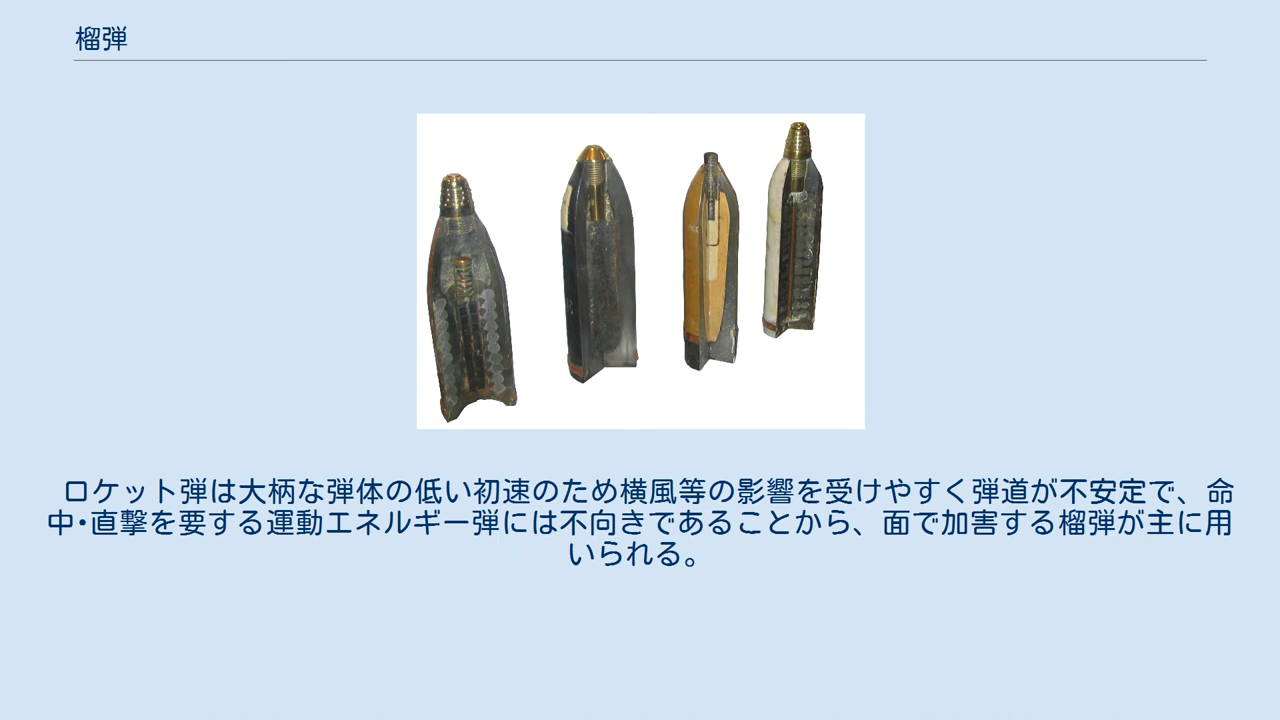 榴弾
ロケット弾は大柄な弾体の低い初速のため横風等の影響を受けやすく弾道が不安定で、命
中・直撃を要する運動エネルギー弾には不向きであることから、面で加害する榴弾が主に用
いられる。